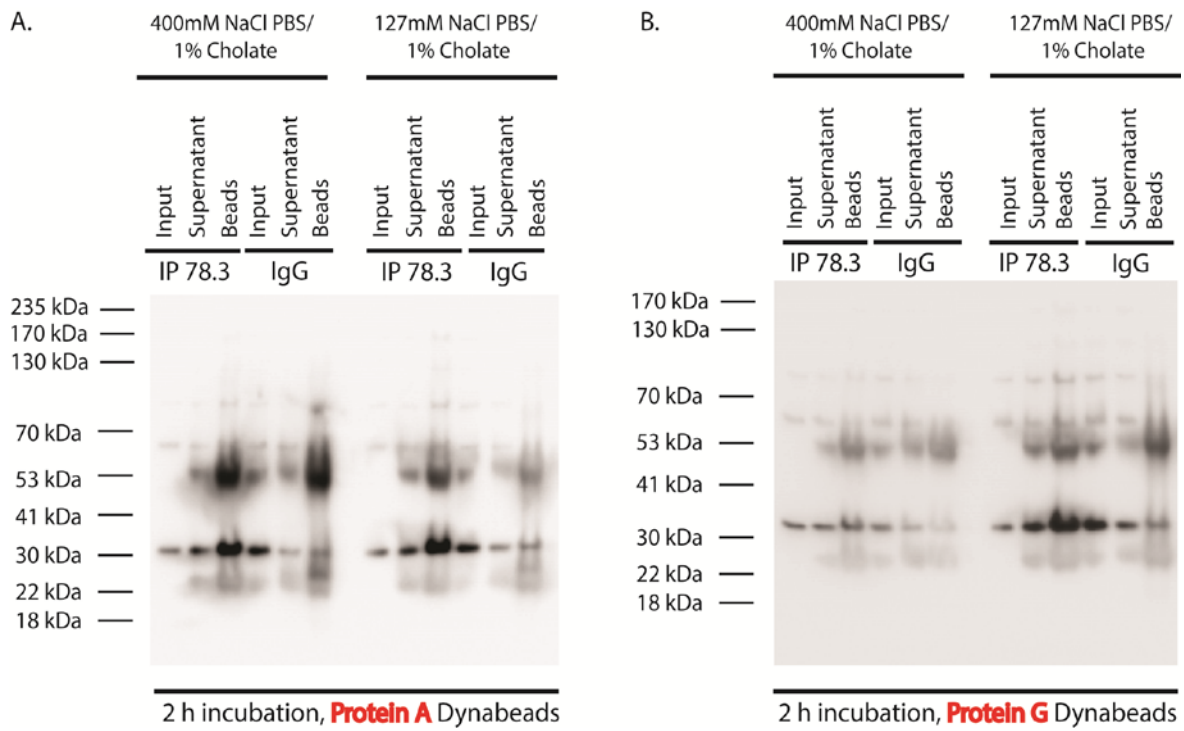 A.
400mM NaCl PBS/
1% Cholate
127mM NaCl PBS/
1% Cholate
Input
Supernatant
Beads
Input
Supernatant
Beads
Input
Supernatant
Beads
Input
Supernatant
Beads
IP 78.3
IgG
IP 78.3
IgG
235 kDa
170 kDa
130 kDa
70 kDa
53 kDa
41 kDa
30 kDa
22 kDa
18 kDa
2 h incubation, Protein A Dynabeads
B.
400mM NaCl PBS/
1% Cholate
127mM NaCl PBS/
1% Cholate
Input
Supernatant
Beads
Input
Supernatant
Beads
Input
Supernatant
Beads
Input
Supernatant
Beads
IP 78.3
IgG
IP 78.3
IgG
170 kDa
130 kDa
70 kDa
53 kDa
41 kDa
30 kDa
22 kDa
18 kDa
2 h incubation, Protein G Dynabeads